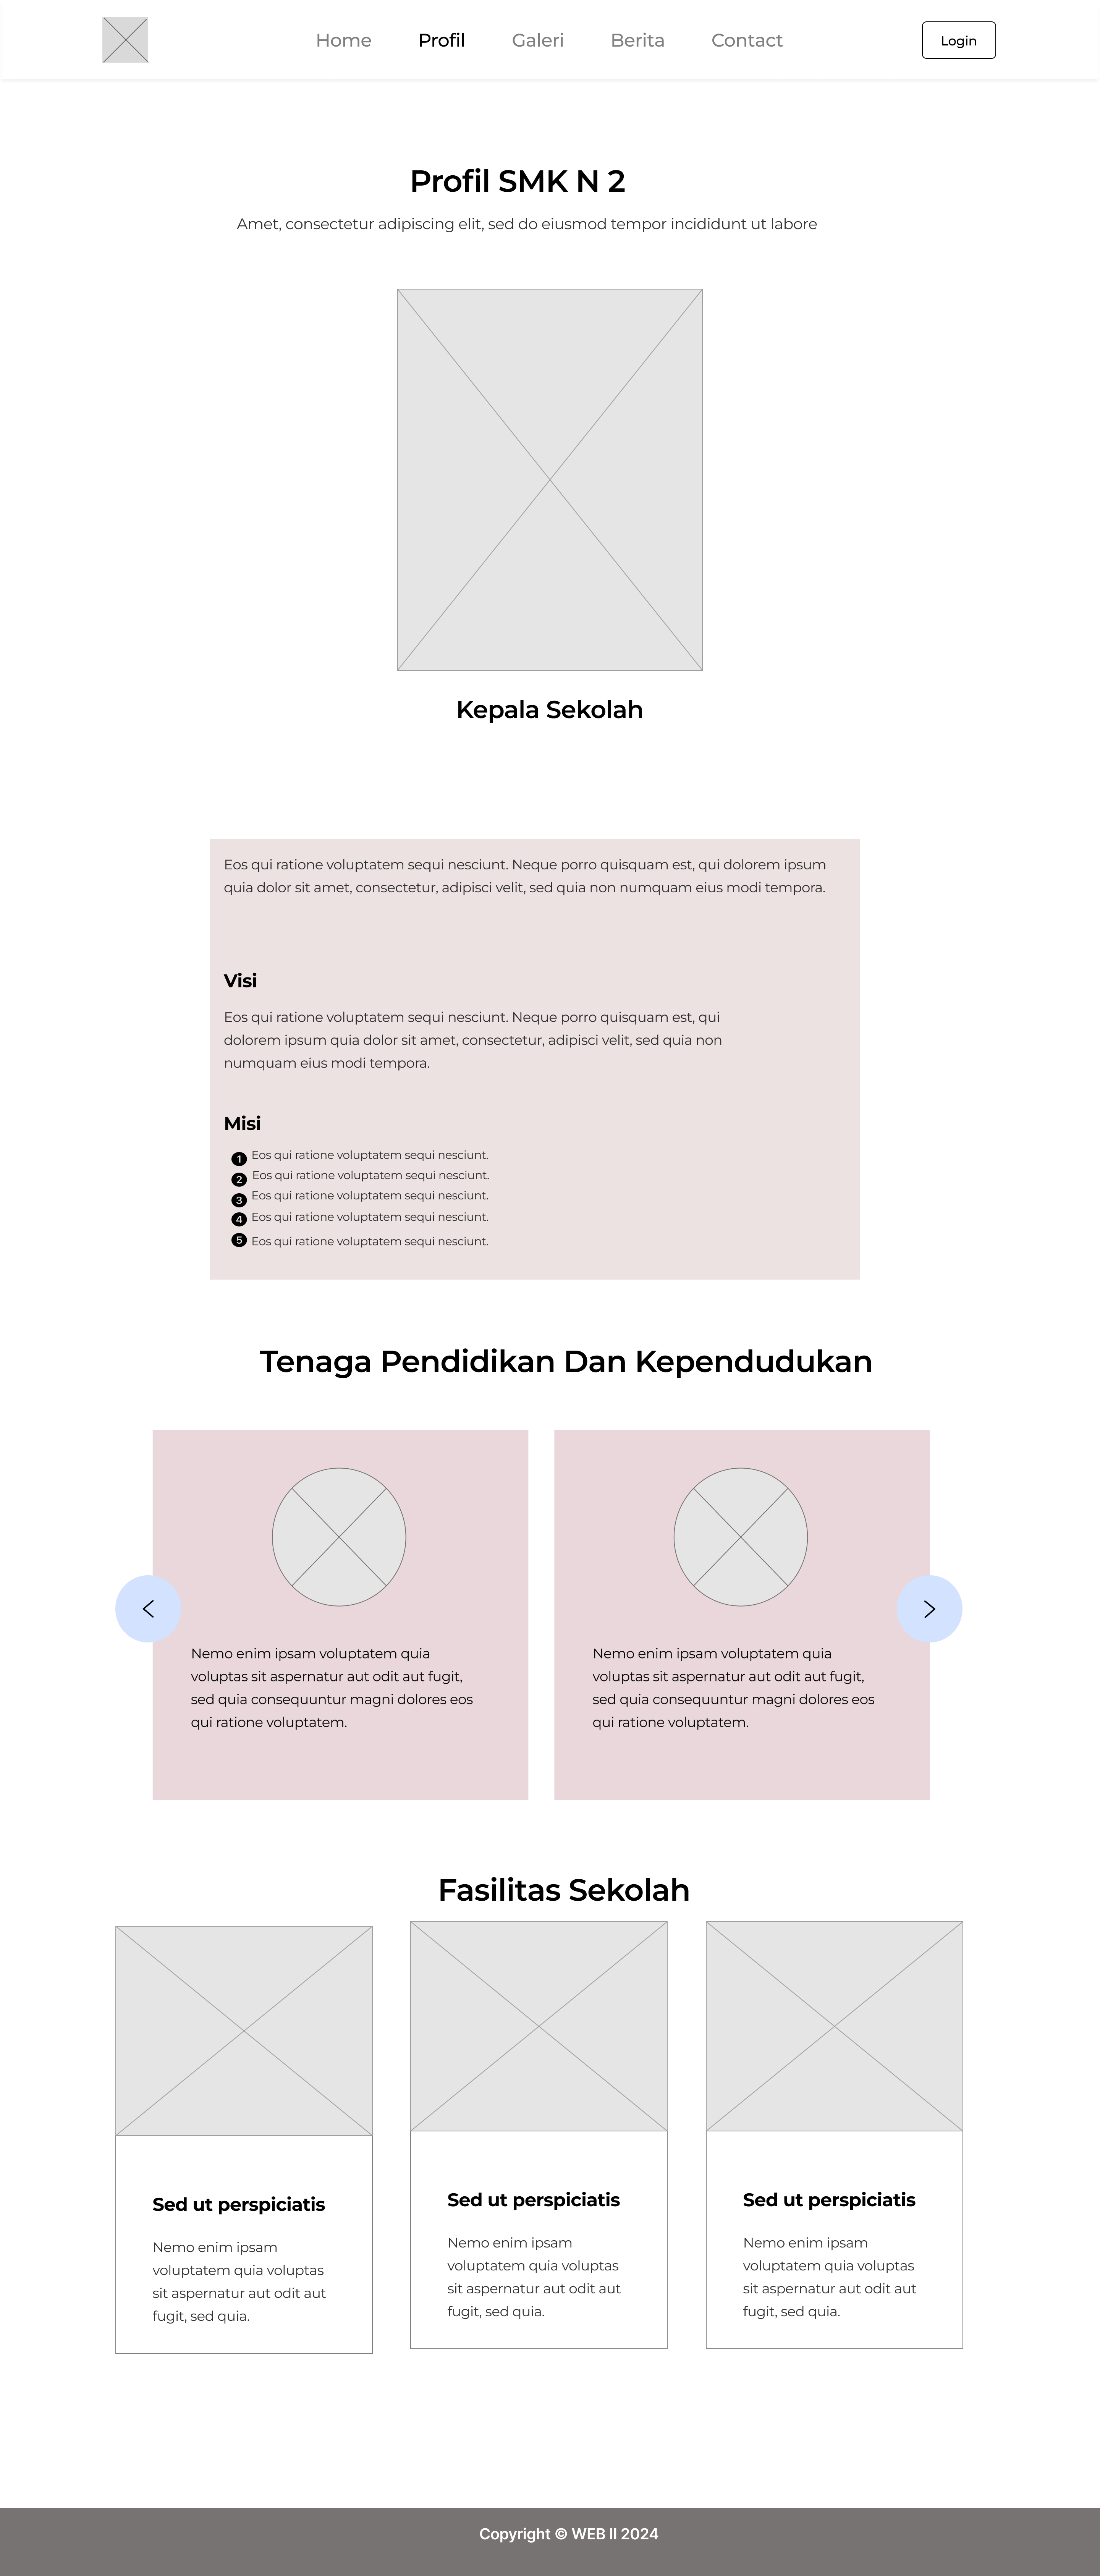 Home Profil Galeri Berita Contact Login
Profil SMK N 2
Amet, consectetur adipiscing elit, sed do eiusmod tempor incididunt ut labore
Kepala Sekolah
Eos qui ratione voluptatem sequi nesciunt. Neque porro quisquam est, qui dolorem ipsum
quia dolor sit amet, consectetur, adipisci velit, sed quia non numquam eius modi tempora.
Visi
Eos qui ratione voluptatem sequi nesciunt. Neque porro quisquam est, qui
dolorem ipsum quia dolor sit amet, consectetur, adipisci velit, sed quia non
numquam eius modi tempora.
Misi
1 Eos qui ratione voluptatem sequi nesciunt.
2 Eos qui ratione voluptatem sequi nesciunt.
3 Eos qui ratione voluptatem sequi nesciunt.
4 Eos qui ratione voluptatem sequi nesciunt.
5 Eos qui ratione voluptatem sequi nesciunt.
Tenaga Pendidikan Dan Kependudukan
Nemo enim ipsam voluptatem quia
voluptas sit aspernatur aut odit aut fugit,
sed quia consequuntur magni dolores eos
qui ratione voluptatem.
Nemo enim ipsam voluptatem quia
voluptas sit aspernatur aut odit aut fugit,
sed quia consequuntur magni dolores eos
qui ratione voluptatem.
Fasilitas Sekolah
Sed ut perspiciatis
Nemo enim ipsam
voluptatem quia voluptas
sit aspernatur aut odit aut
fugit, sed quia.
Sed ut perspiciatis
Nemo enim ipsam
voluptatem quia voluptas
sit aspernatur aut odit aut
fugit, sed quia.
Sed ut perspiciatis
Nemo enim ipsam
voluptatem quia voluptas
sit aspernatur aut odit aut
fugit, sed quia.
Copyright © WEB II 2024